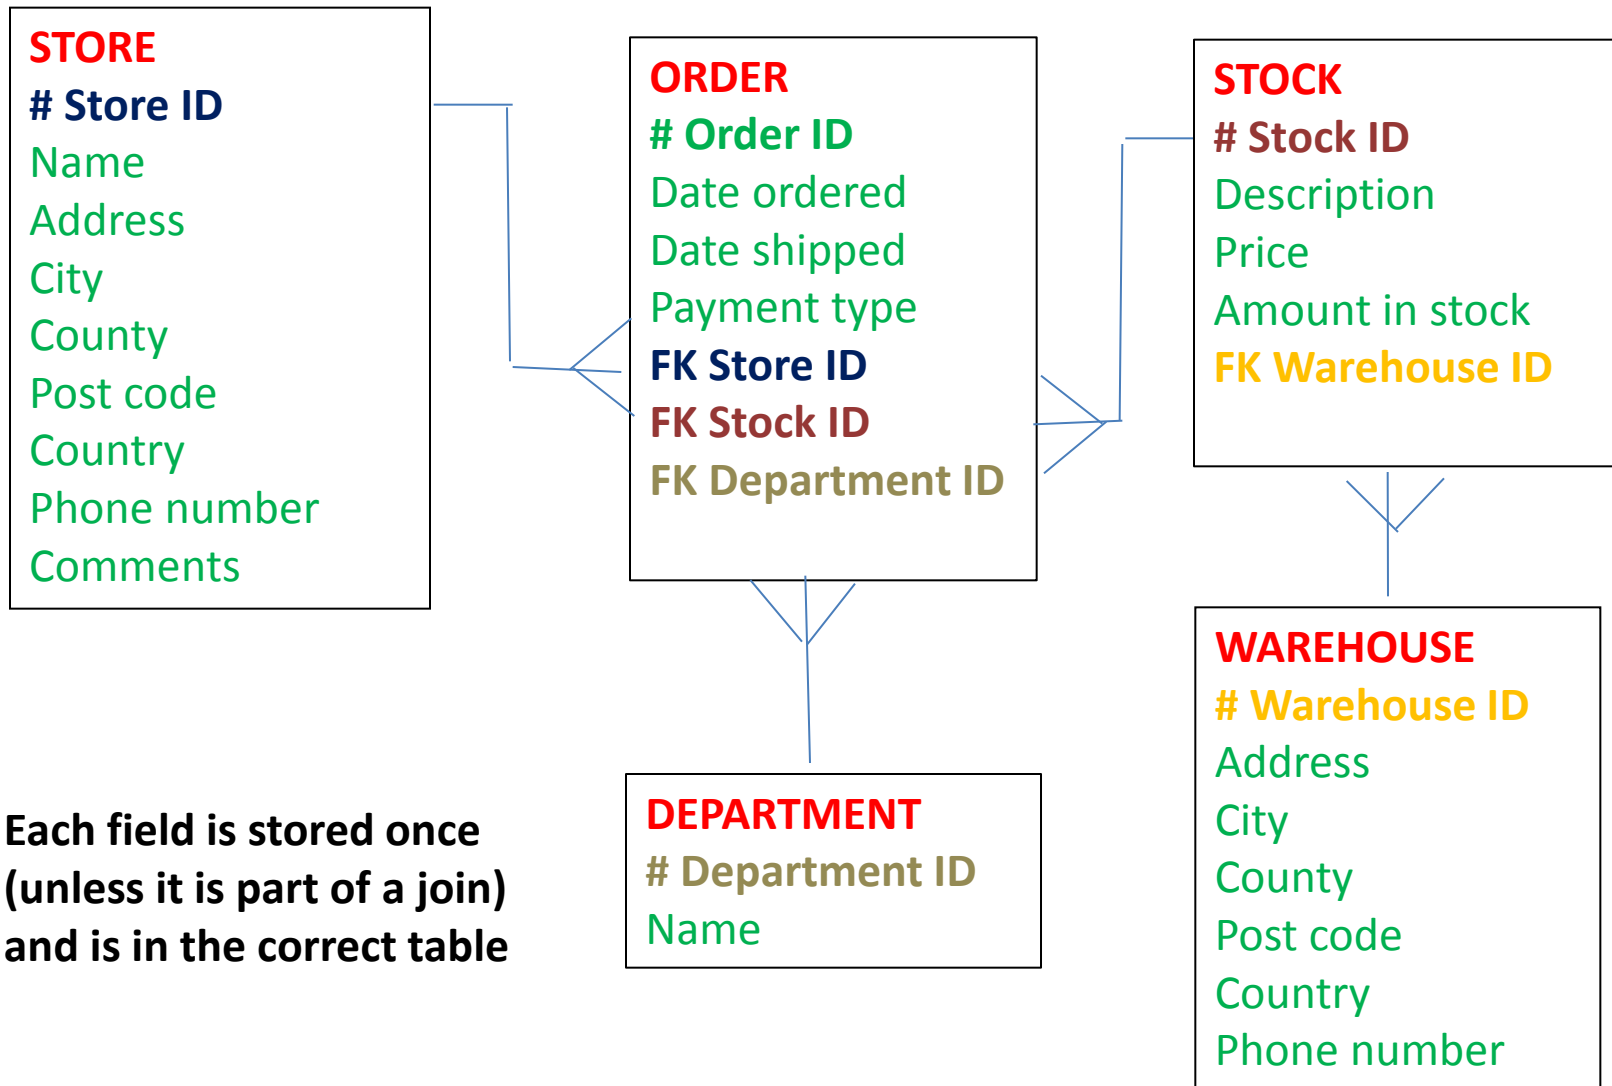 STORE
# Store ID
Name
Address
City
County
Post code
Country
Phone number
Comments
ORDER
# Order ID
Date ordered
Date shipped
Payment type
FK Store ID
FK Stock ID
FK Department ID
STOCK
# Stock ID
Description
Price
Amount in stock
FK Warehouse ID
DEPARTMENT
# Department ID
Name
WAREHOUSE
# Warehouse ID
Address
City
County
Post code
Country
Phone number
Each field is stored once
(unless it is part of a join)
and is in the correct table